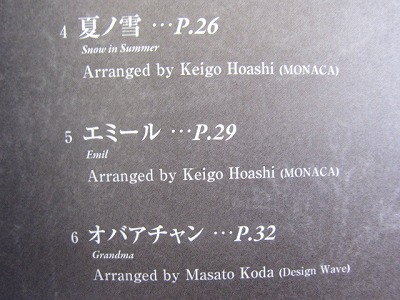 4 夏ノ雪 …P.26
Snow in Summer
Arranged by Keigo Hoashi (MONACA)
5 エミール …P.29
Emil
Arranged by Keigo Hoashi (MONACA)
6 オバアチャン …P.32
Grandma
Arranged by Masato Koda (Design Wave)